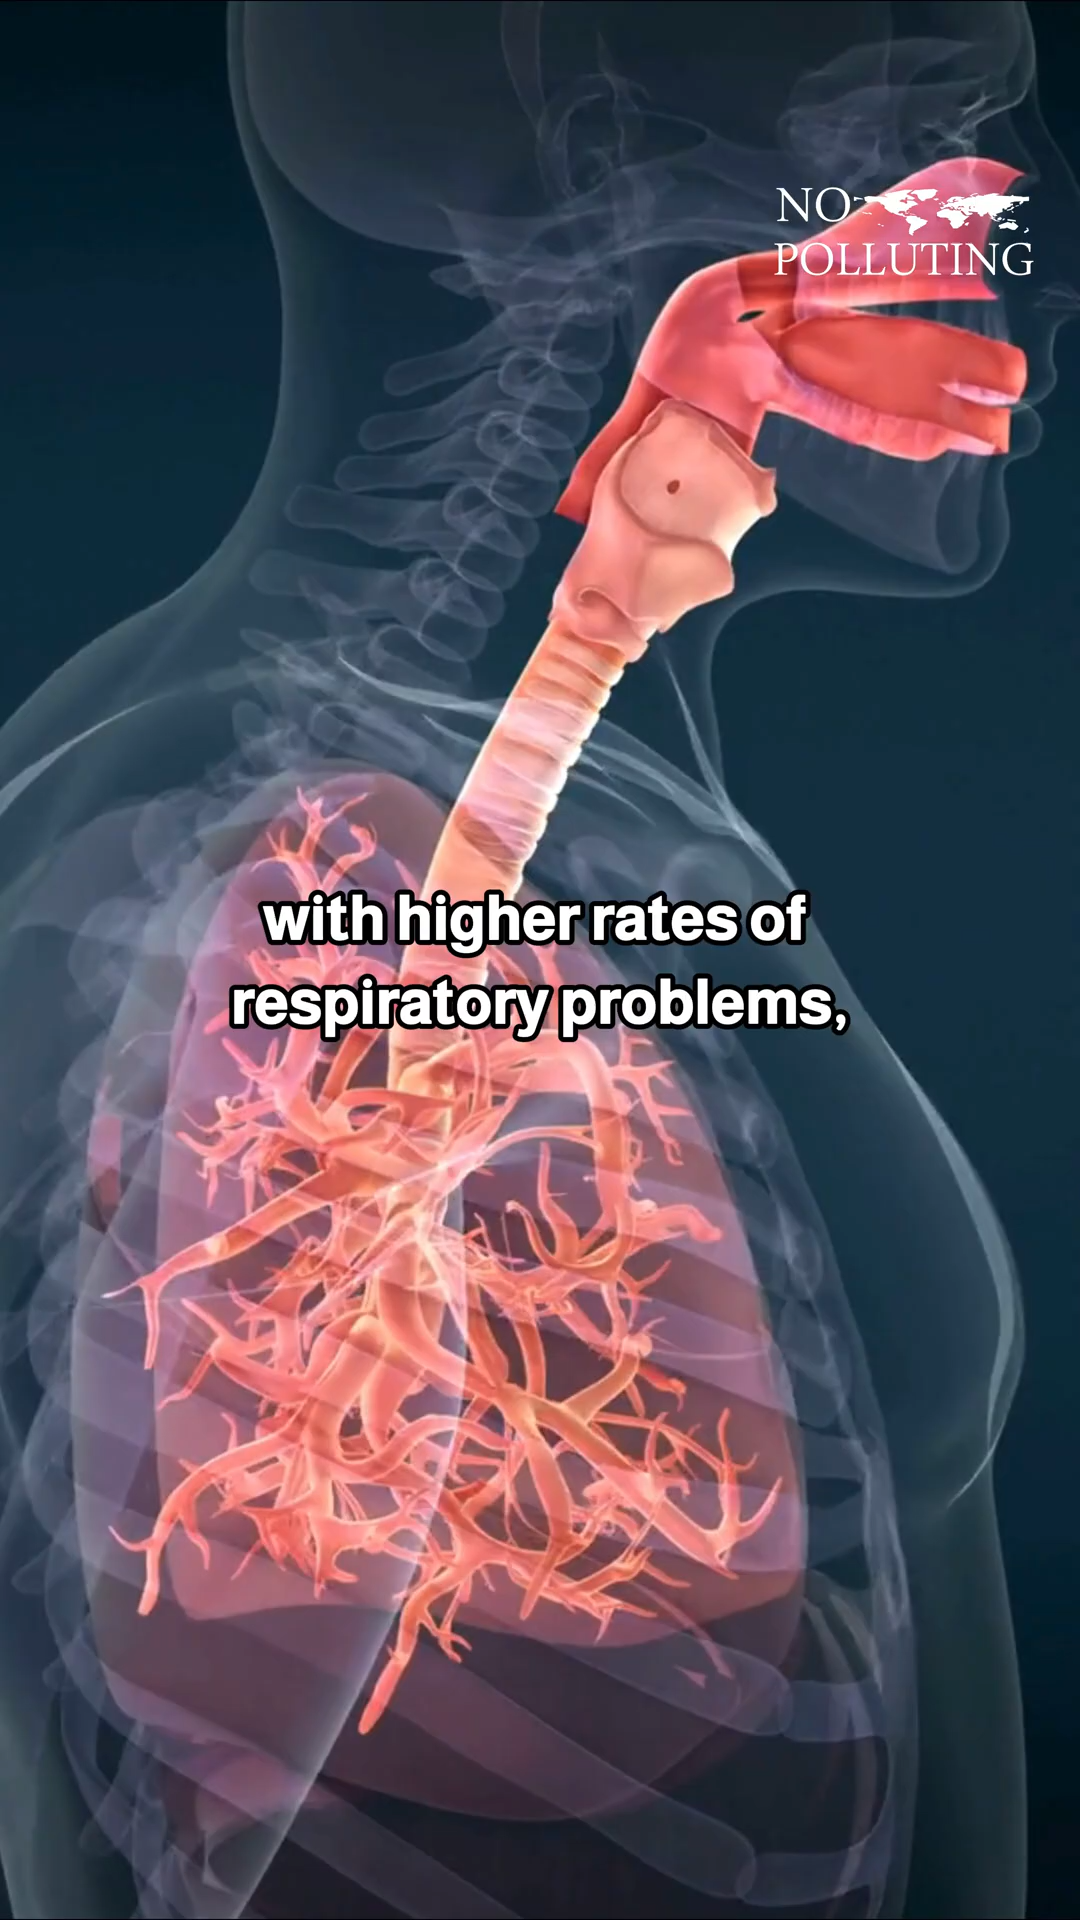 NO
POLLUTING
with higher rates of
respiratory problems,